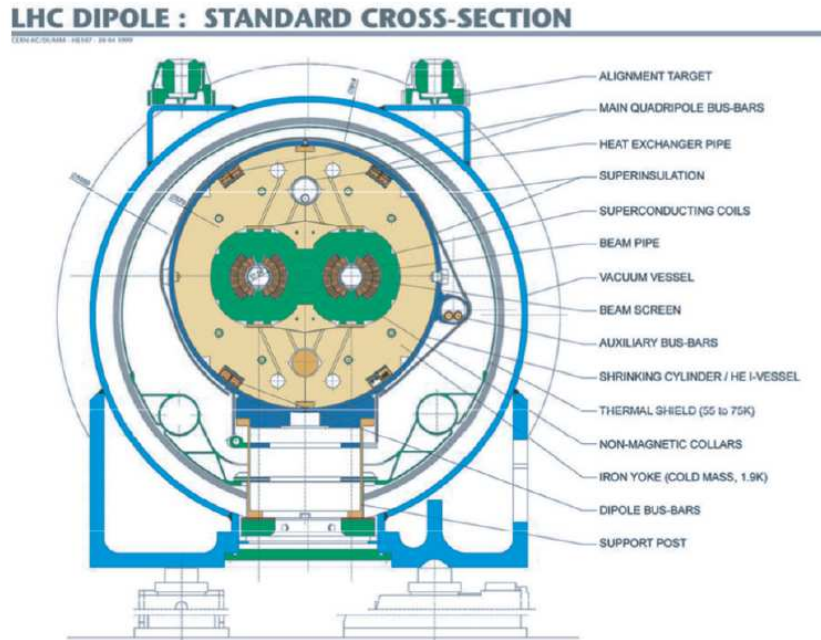 LHC DIPOLE : STANDARD CROSS-SECTION
ALIGNMENT TARGET
MAIN QUADRIPOLE BUS-BARS
HEAT EXCHANGER PIPE
SUPERINSULATION
SUPERCONDUCTING COILS
BEAM PIPE
VACUUM VESSEL
BEAM SCREEN
AUXILIARY BUS-BARS
SHRINKING CYLINDER / HE I-VESSEL
THERMAL SHIELD (55 to 75K)
NON-MAGNETIC COLLARS
IRON YOKE (COLD MASS, 1.9K)
DIPOLE BUS-BARS
SUPPORT POST